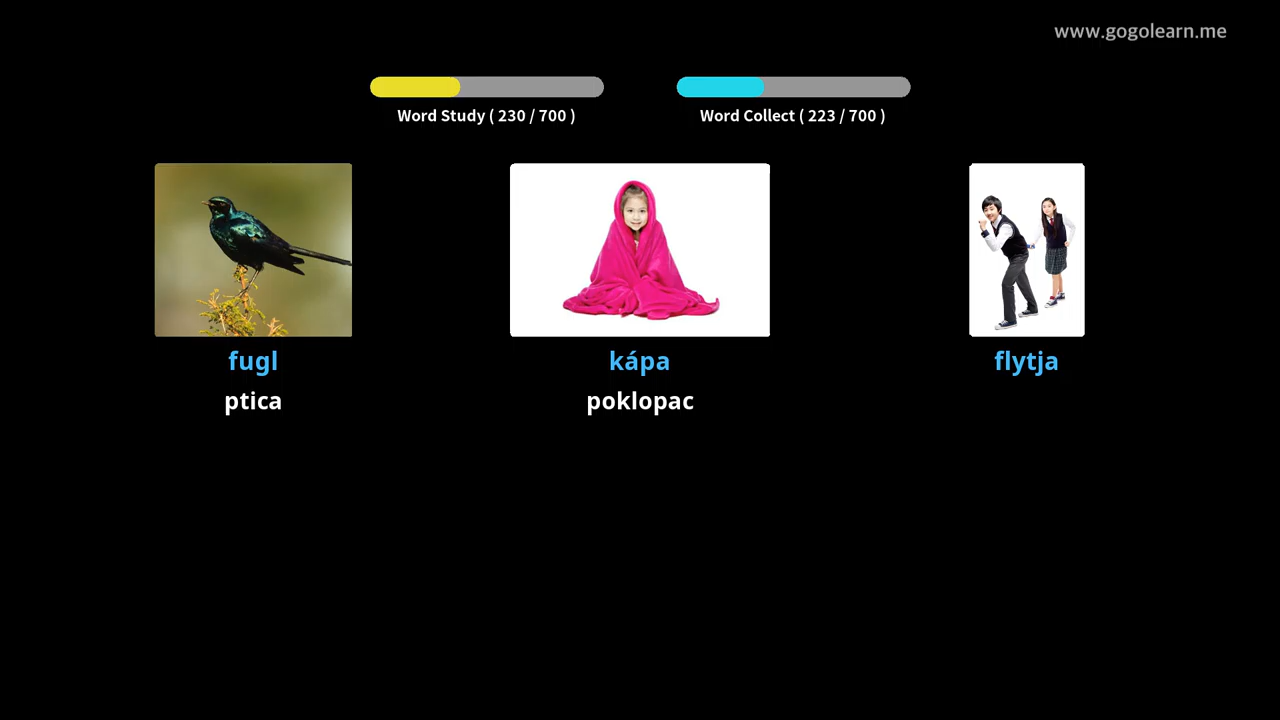 www.gogolearn.me
Word Study ( 230 / 700 )
Word Collect ( 223 / 700 )
fugl
kápa
flytja
ptica
poklopac